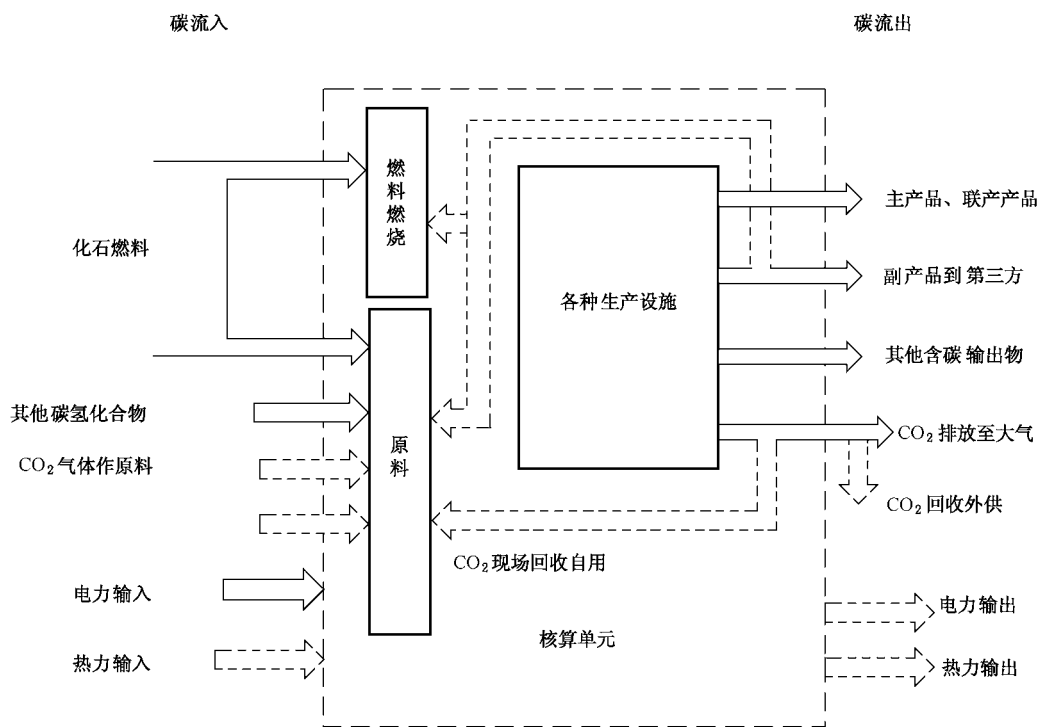 碳流入
碳流出
燃料燃烧
主产品、联产产品
化石燃料
副产品到第三方
各种生产设施
其他含碳输出物
其他碳氢化合物
原料
CO₂排放至大气
CO₂气体作原料
CO₂回收外供
CO₂现场回收自用
电力输入
电力输出
核算单元
热力输入
热力输出